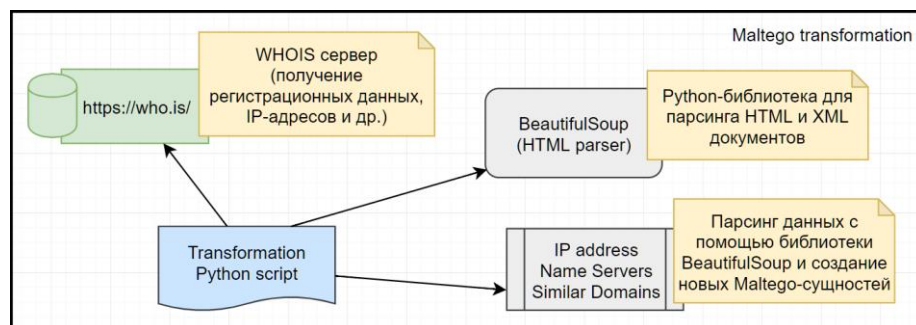 Maltego transformation
https://who.is/
WHOIS сервер
(получение
регистрационных данных,
IP-адресов и др.)
BeautifulSoup
(HTML parser)
Python-библиотека для
парсинга HTML и XML
документов
Transformation
Python script
IP address
Name Servers
Similar Domains
Парсинг данных с
помощью библиотеки
BeautifulSoup и создание
новых Maltego-сущностей